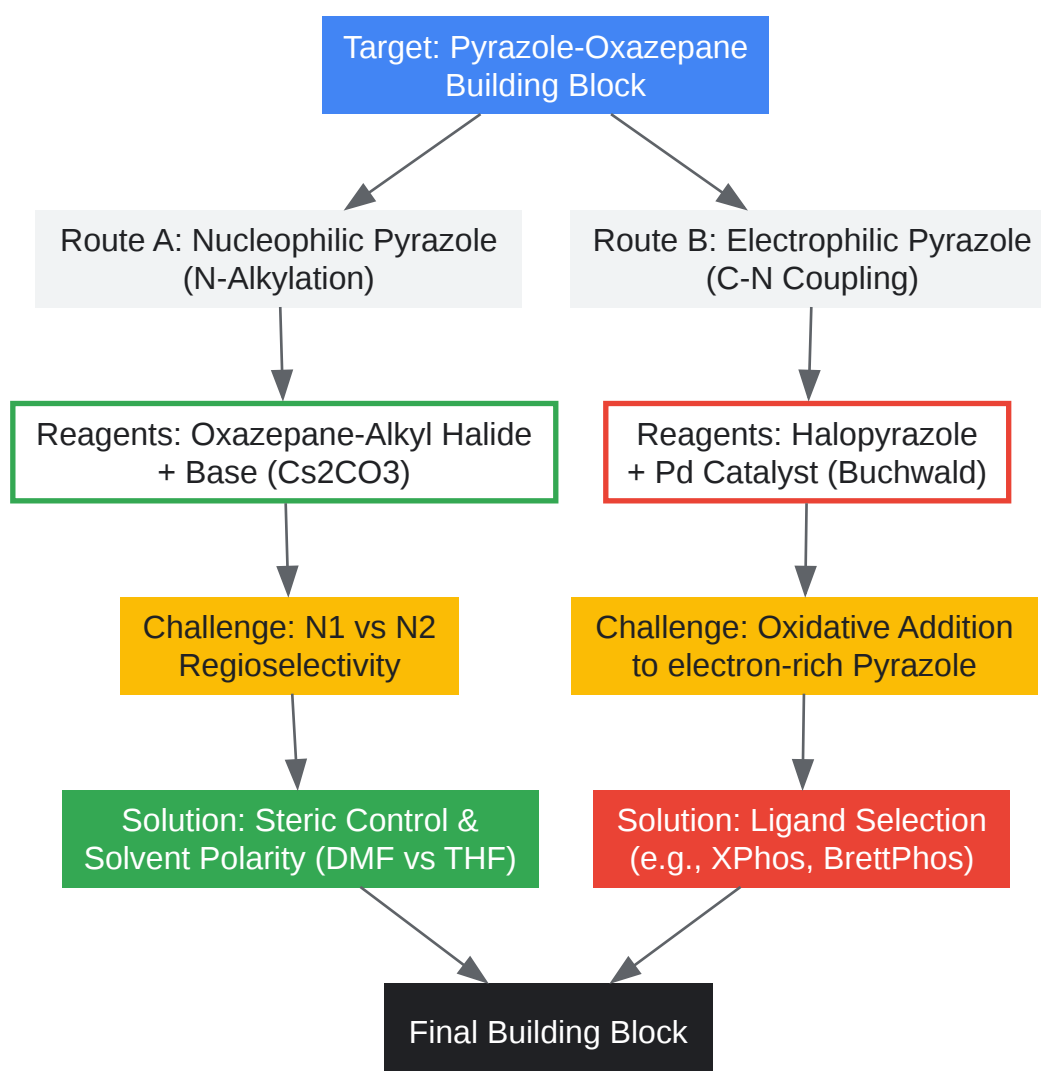 Target: Pyrazole-Oxazepane
Building Block
Route A: Nucleophilic Pyrazole
(N-Alkylation)
Route B: Electrophilic Pyrazole
(C-N Coupling)
Reagents: Oxazepane-Alkyl Halide
+ Base (Cs2CO3)
Reagents: Halopyrazole
+ Pd Catalyst (Buchwald)
Challenge: N1 vs N2
Regioselectivity
Challenge: Oxidative Addition
to electron-rich Pyrazole
Solution: Steric Control &
Solvent Polarity (DMF vs THF)
Solution: Ligand Selection
(e.g., XPhos, BrettPhos)
Final Building Block